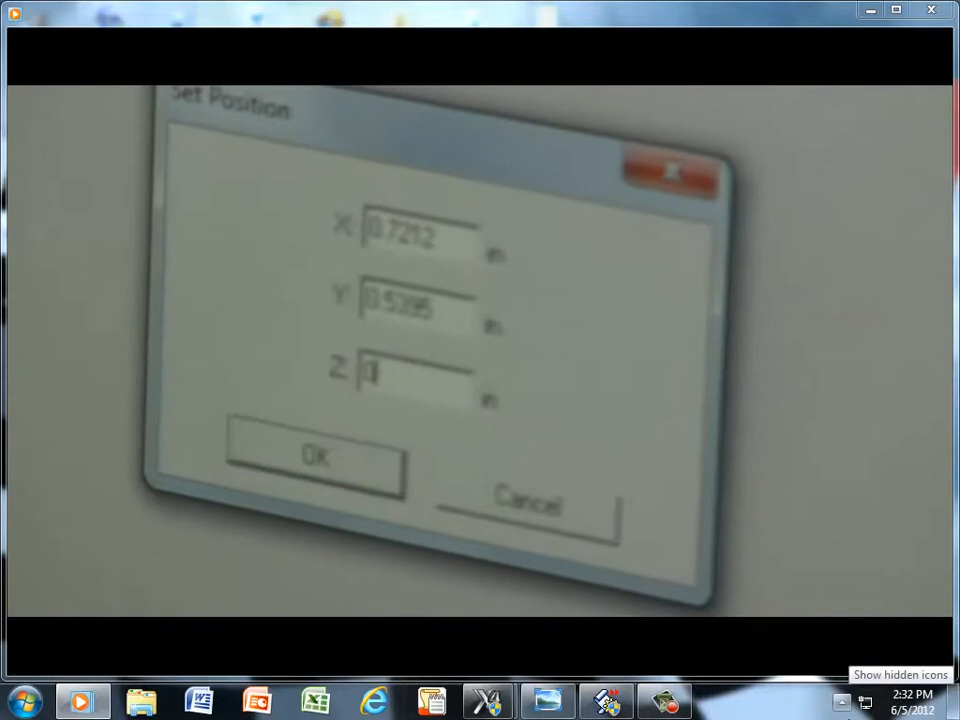 Set Position
X: 0.7212 in
Y: 0.5395 in
Z: 0 in
OK
Cancel
Show hidden icons
2:32 PM
6/5/2012